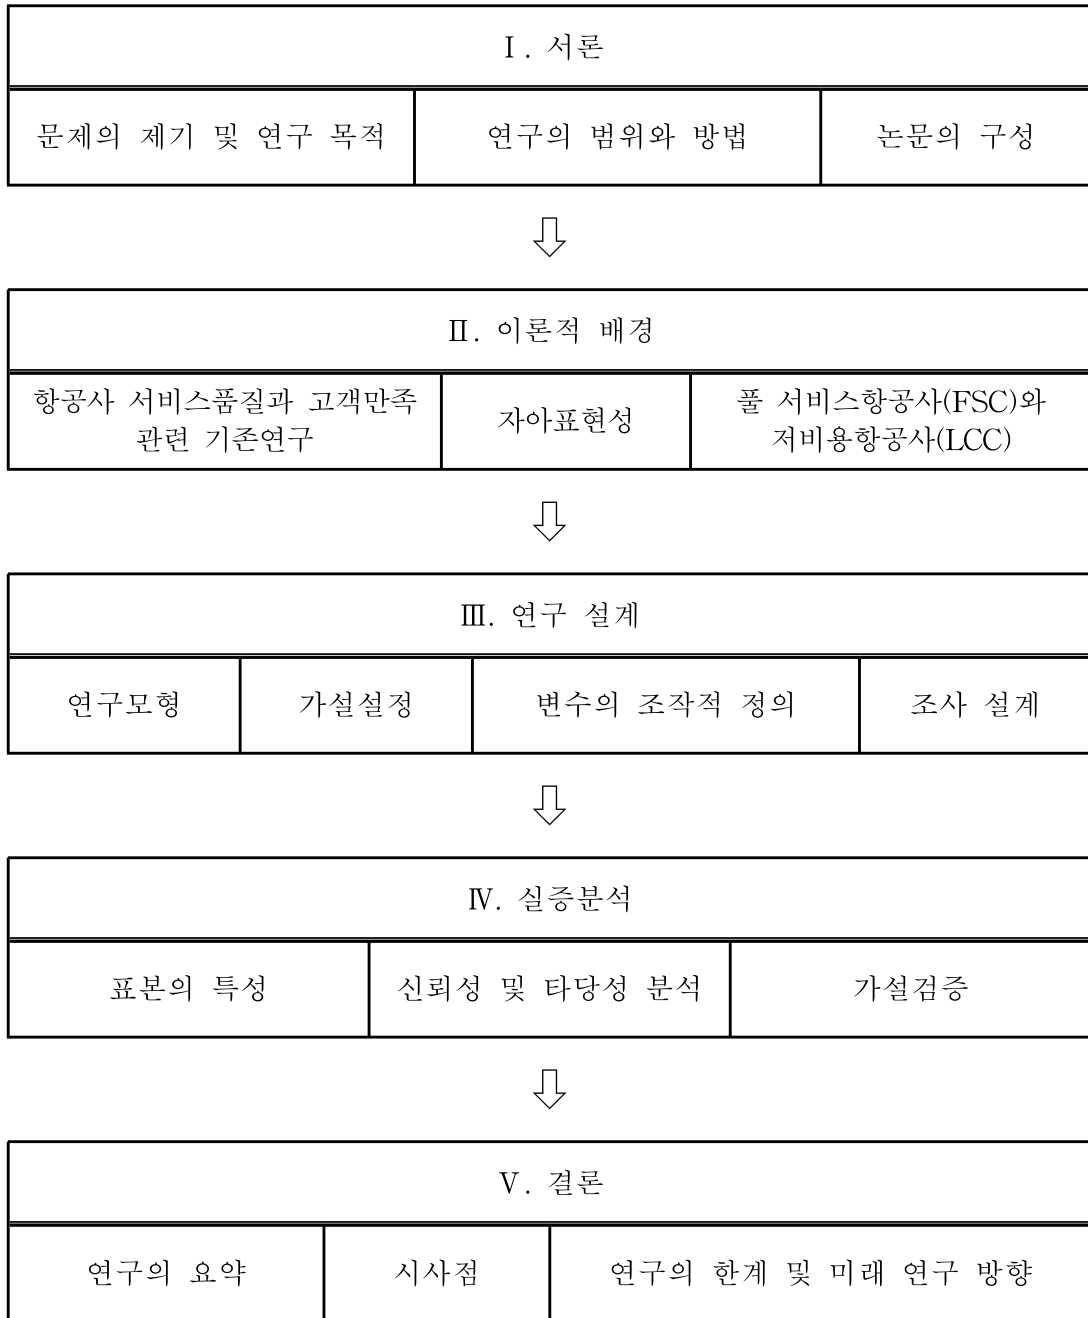 Ⅰ. 서론
문제의 제기 및 연구 목적
연구의 범위와 방법
논문의 구성
Ⅱ. 이론적 배경
항공사 서비스품질과 고객만족
관련 기존연구
자아표현성
풀 서비스항공사(FSC)와
저비용항공사(LCC)
Ⅲ. 연구 설계
연구모형
가설설정
변수의 조작적 정의
조사 설계
Ⅳ. 실증분석
표본의 특성
신뢰성 및 타당성 분석
가설검증
Ⅴ. 결론
연구의 요약
시사점
연구의 한계 및 미래 연구 방향